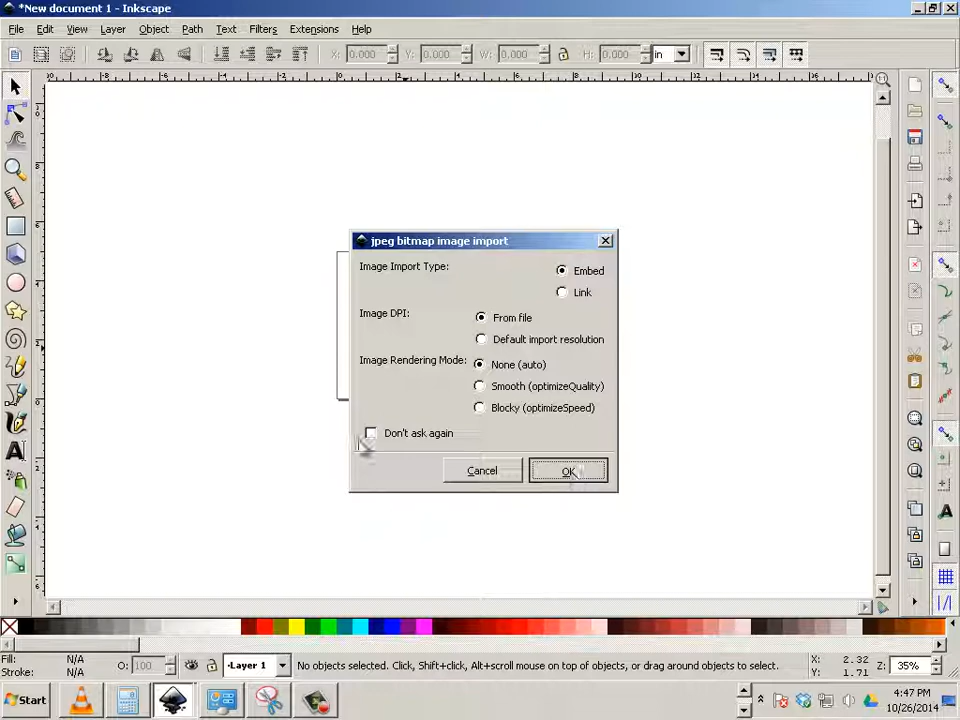 *New document 1 - Inkscape
File Edit View Layer Object Path Text Filters Extensions Help
X: 0.000 Y: 0.000 W: 0.000 H: 0.000 in
jpeg bitmap image import
Image Import Type:
Embed
Link
Image DPI:
From file
Default import resolution
Image Rendering Mode:
None (auto)
Smooth (optimizeQuality)
Blocky (optimizeSpeed)
Don't ask again
Cancel OK
Fill: N/A
Stroke: N/A
O: 100
Layer 1
No objects selected. Click, Shift+click, Alt+scroll mouse on top of objects, or drag around objects to select.
X: 2.32
Y: 1.71
Z: 35%
Start
4:47 PM
10/26/2014